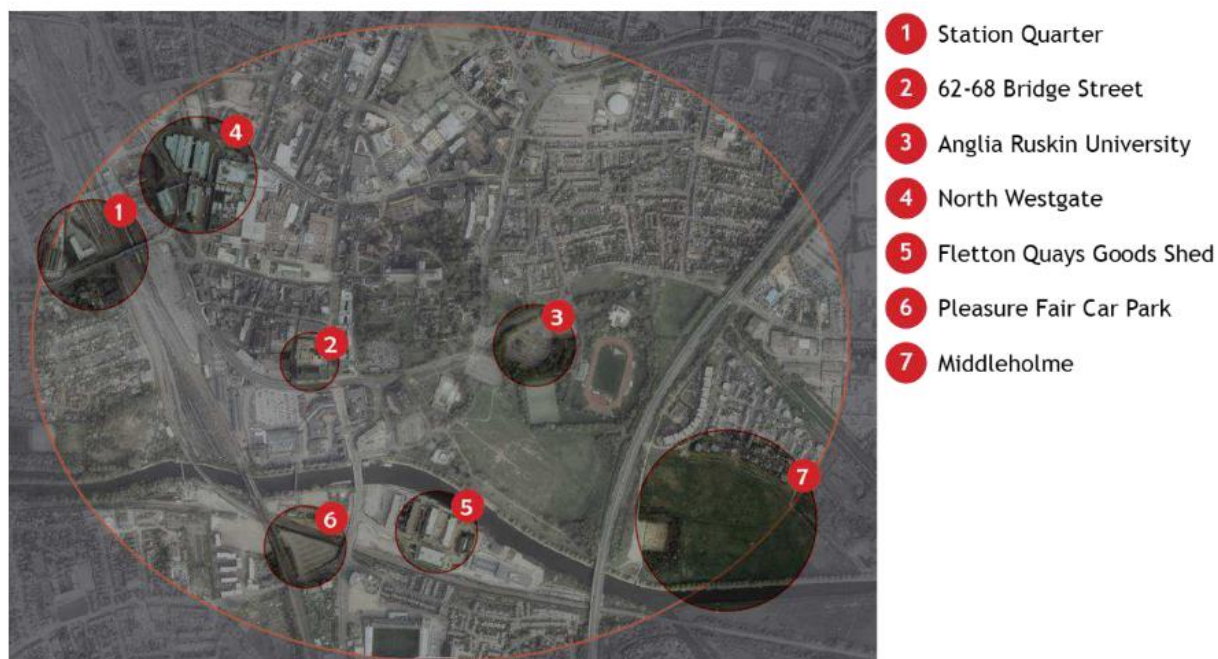 1 Station Quarter
2 62-68 Bridge Street
3 Anglia Ruskin University
4 North Westgate
5 Fletton Quays Goods Shed
6 Pleasure Fair Car Park
7 Middleholme
4
1
3
2
7
5
6